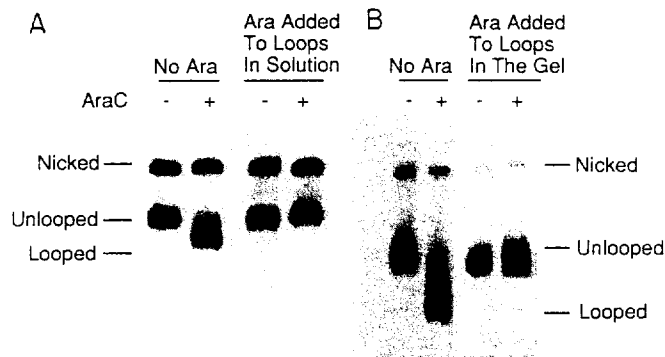 A
No Ara
Ara Added
To Loops
In Solution
AraC
-
+
-
+
Nicked
Unlooped
Looped
B
No Ara
Ara Added
To Loops
In The Gel
-
+
-
+
Nicked
Unlooped
Looped